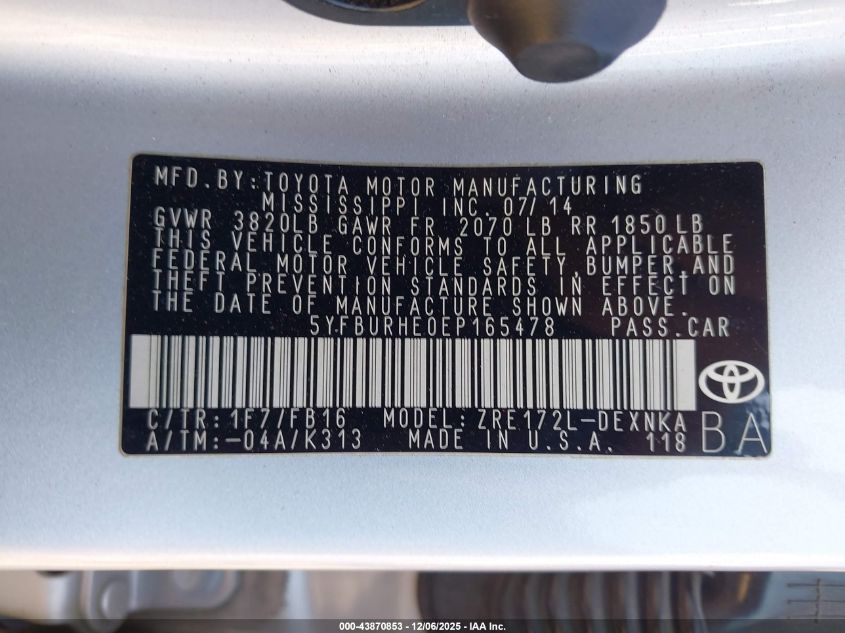 MFD.BY:TOYOTA MOTOR MANUFACTURING
MISSISSIPPI INC. 07/14
GVWR 3820LB GAWR FR 2070 LB RR 1850 LB
THIS VEHICLE CONFORMS TO ALL APPLICABLE
FEDERAL MOTOR VEHICLE SAFETY,BUMPER,AND
THEFT PREVENTION STANDARDS IN EFFECT ON
THE DATE OF MANUFACTURE SHOWN ABOVE.
5YFBURHE0EP165478 PASS.CAR
C/TR:1F7/FB16 MODEL:ZRE172L-DEXNKA
A/TM:-04A/K313 MADE IN U.S.A. 118 BA
000-43870853 - 12/06/2025 - IAA Inc.